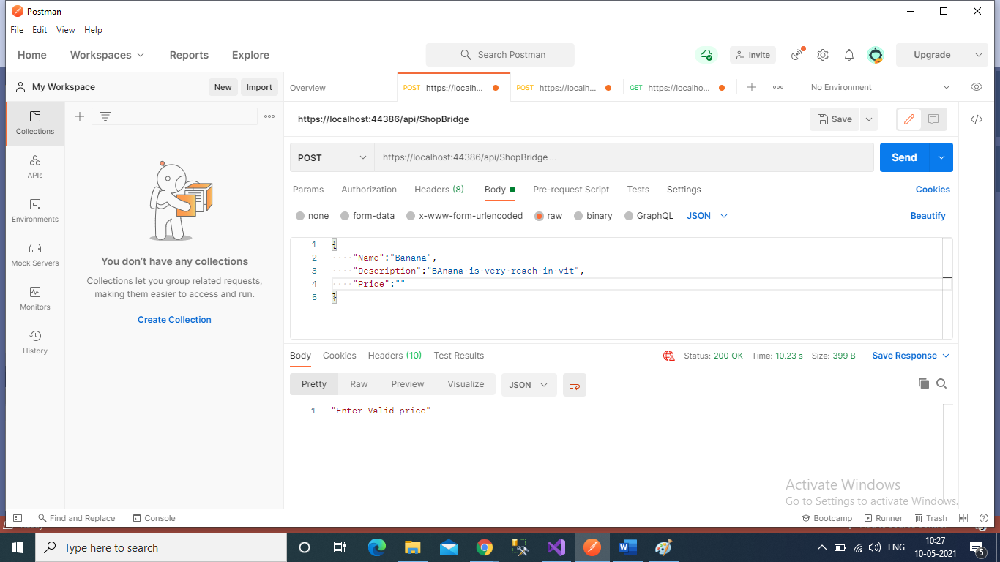 Postman
File Edit View Help
Home Workspaces Reports Explore Search Postman Invite Upgrade
My Workspace New Import
Overview POST https://localh... POST https://localh... GET https://localho... No Environment
Collections
APIs
Environments
Mock Servers
Monitors
History
You don't have any collections
Collections let you group related requests,
making them easier to access and run.
Create Collection
https://localhost:44386/api/ShopBridge Save
POST https://localhost:44386/api/ShopBridge ... Send
Params Authorization Headers (8) Body Pre-request Script Tests Settings Cookies
none form-data x-www-form-urlencoded raw binary GraphQL JSON Beautify
1 {
2 "Name":"Banana",
3 "Description":"BAnana is very reach in vit",
4 "Price":""
5 }
Body Cookies Headers (10) Test Results Status: 200 OK Time: 10.23 s Size: 399 B Save Response
Pretty Raw Preview Visualize JSON
1 "Enter Valid price"
Activate Windows
Go to Settings to activate Windows.
Find and Replace Console Bootcamp Runner Trash
Type here to search ENG 10:27
10-05-2021 5